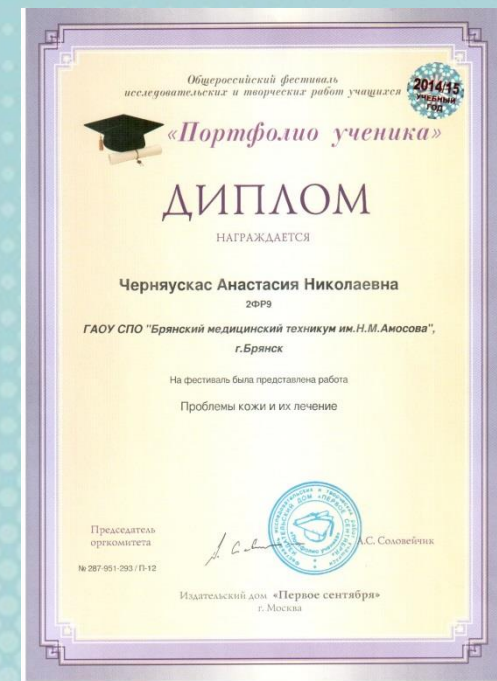 Общероссийский фестиваль
исследовательских и творческих работ учащихся
2014/15
УЧЕБНЫЙ
ГОД
«Портфолио ученика»
ДИПЛОМ
НАГРАЖДАЕТСЯ
Черняускас Анастасия Николаевна
2ФР9
ГАОУ СПО "Брянский медицинский техникум им.Н.М.Амосова",
г.Брянск
На фестиваль была представлена работа
Проблемы кожи и их лечение
Председатель
оргкомитета
А.С. Соловейчик
№ 287-951-293 / П-12
Издательский дом «Первое сентября»
г. Москва